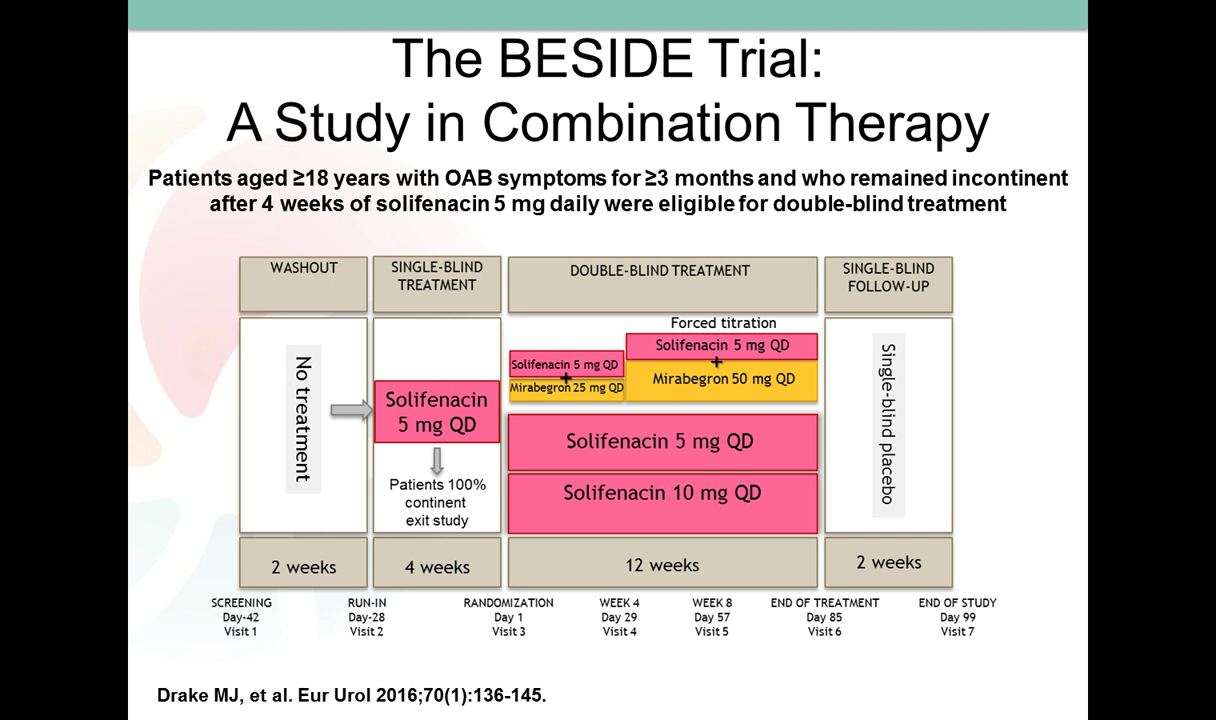 The BESIDE Trial:
A Study in Combination Therapy
Patients aged ≥18 years with OAB symptoms for ≥3 months and who remained incontinent
after 4 weeks of solifenacin 5 mg daily were eligible for double-blind treatment
WASHOUT
SINGLE-BLIND
TREATMENT
DOUBLE-BLIND TREATMENT
SINGLE-BLIND
FOLLOW-UP
No treatment
Solifenacin
5 mg QD
Patients 100%
continent
exit study
Forced titration
Solifenacin 5 mg QD
+
Mirabegron 25 mg QD
Solifenacin 5 mg QD
+
Mirabegron 50 mg QD
Solifenacin 5 mg QD
Solifenacin 10 mg QD
Single-blind placebo
2 weeks
4 weeks
12 weeks
2 weeks
SCREENING
Day-42
Visit 1
RUN-IN
Day-28
Visit 2
RANDOMIZATION
Day 1
Visit 3
WEEK 4
Day 29
Visit 4
WEEK 8
Day 57
Visit 5
END OF TREATMENT
Day 85
Visit 6
END OF STUDY
Day 99
Visit 7
Drake MJ, et al. Eur Urol 2016;70(1):136-145.